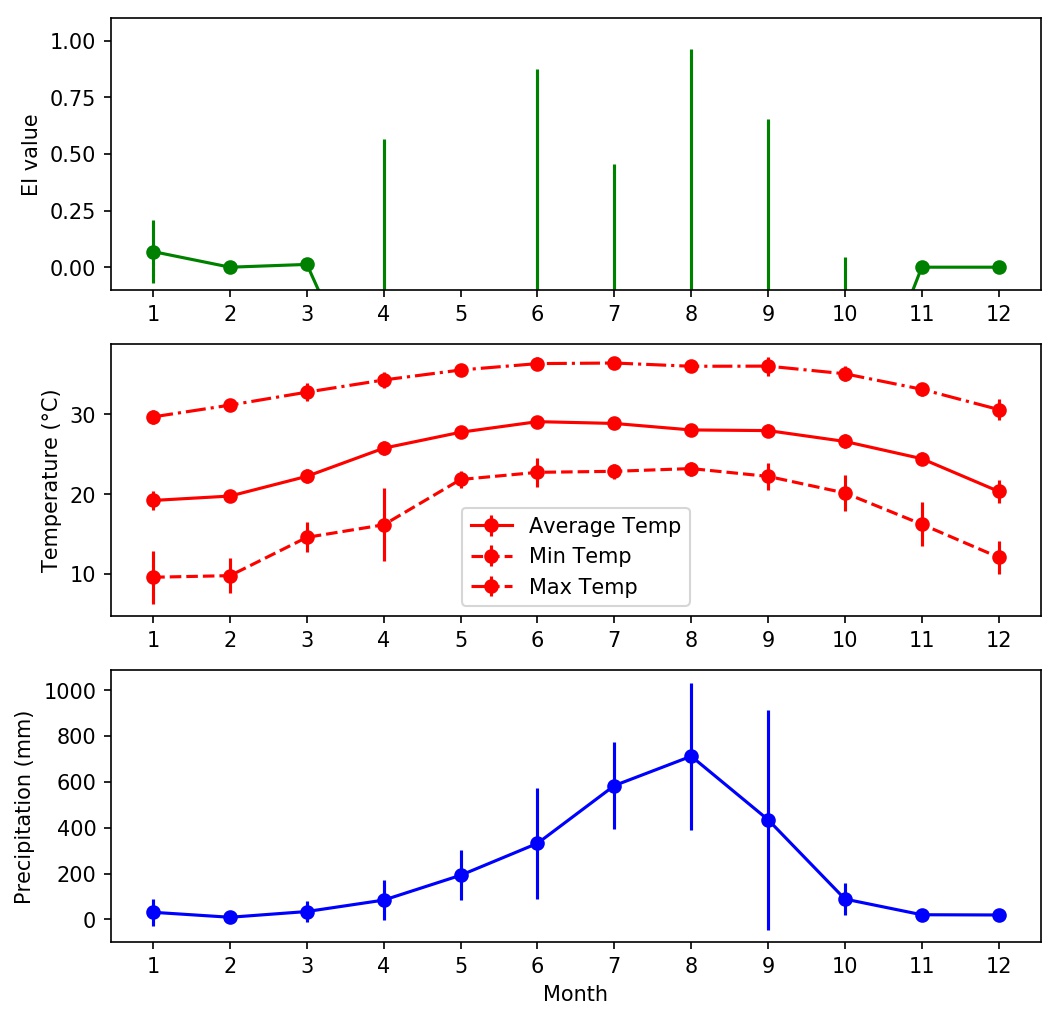 EI value
1.00
0.75
0.50
0.25
0.00
1 2 3 4 5 6 7 8 9 10 11 12
Temperature (°C)
30
20
10
Average Temp
Min Temp
Max Temp
1 2 3 4 5 6 7 8 9 10 11 12
Precipitation (mm)
1000
800
600
400
200
0
1 2 3 4 5 6 7 8 9 10 11 12
Month